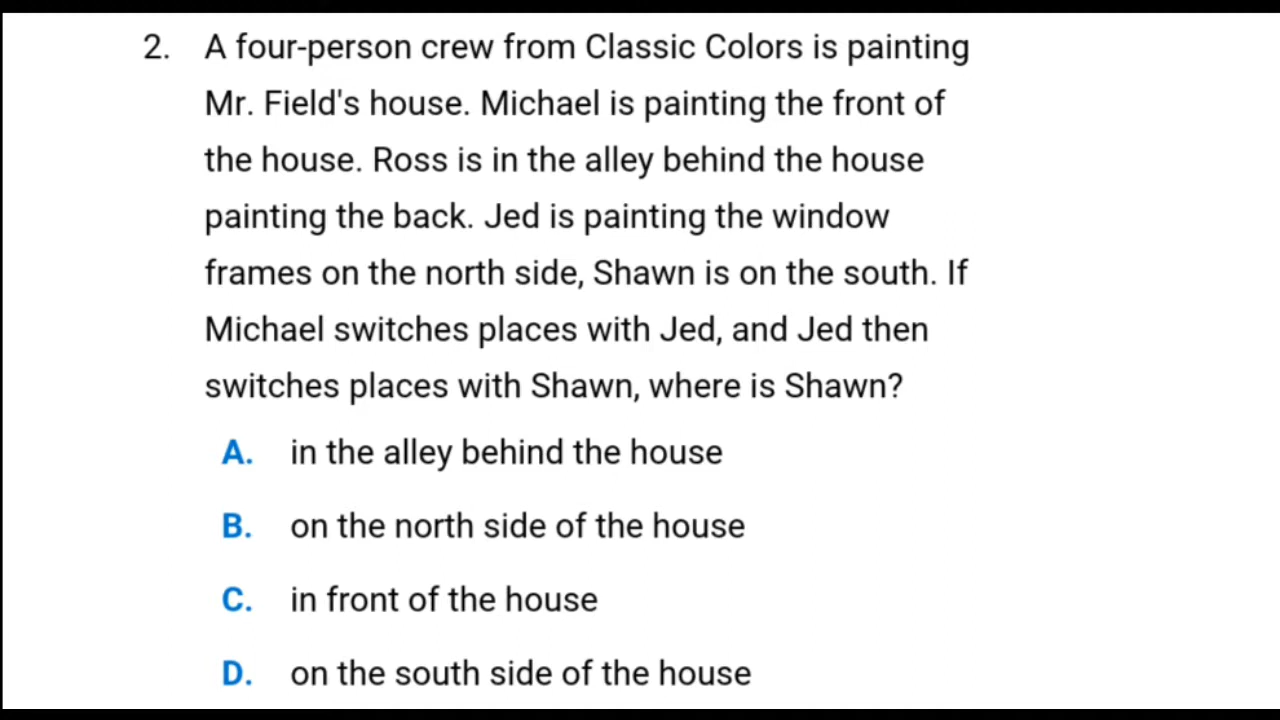 2. A four-person crew from Classic Colors is painting
Mr. Field's house. Michael is painting the front of
the house. Ross is in the alley behind the house
painting the back. Jed is painting the window
frames on the north side, Shawn is on the south. If
Michael switches places with Jed, and Jed then
switches places with Shawn, where is Shawn?
A. in the alley behind the house
B. on the north side of the house
C. in front of the house
D. on the south side of the house